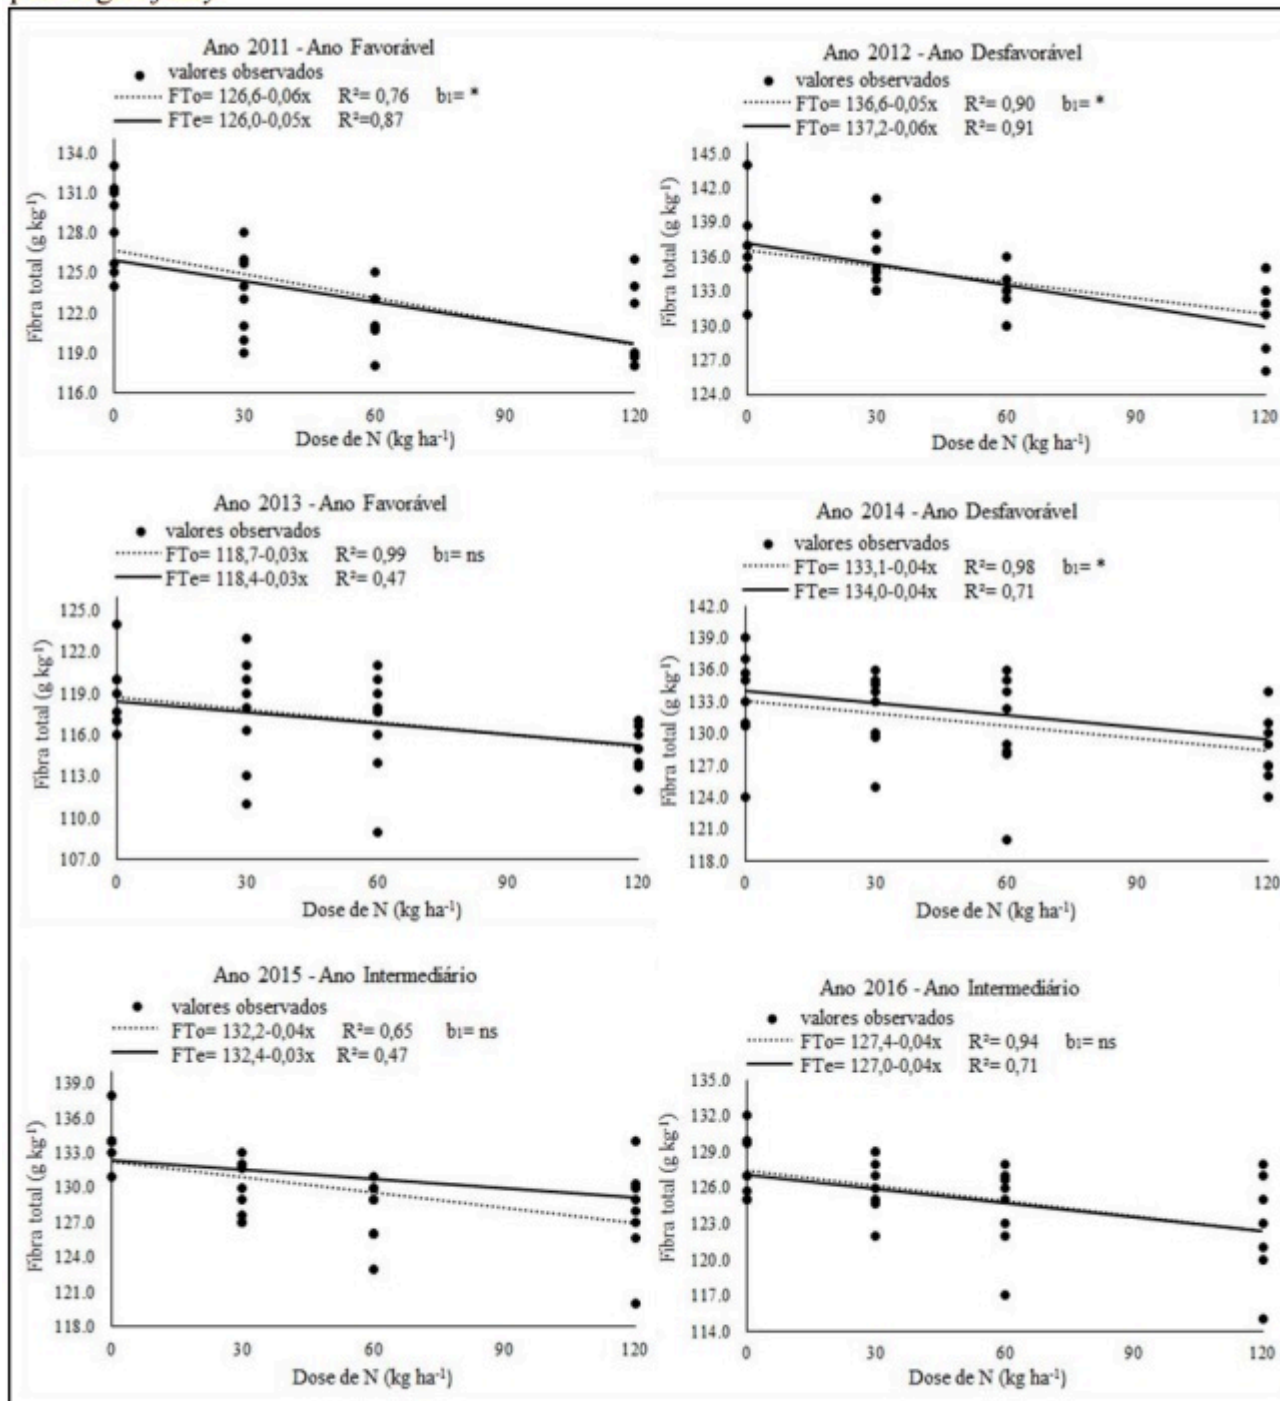 Ano 2011 - Ano Favorável
valores observados
FTo= 126,6-0,06x R²= 0,76 b₁= *
FTe= 126,0-0,05x R²=0,87
134.0
131.0
128.0
125.0
122.0
119.0
116.0
Fibra total (g kg⁻¹)
0 30 60 90 120
Dose de N (kg ha⁻¹)
Ano 2012 - Ano Desfavorável
valores observados
FTo= 136,6-0,05x R²= 0,90 b₁= *
FTo= 137,2-0,06x R²= 0,91
145.0
142.0
139.0
136.0
133.0
130.0
127.0
124.0
Fibra total (g kg⁻¹)
0 30 60 90 120
Dose de N (kg ha⁻¹)
Ano 2013 - Ano Favorável
valores observados
FTo= 118,7-0,03x R²= 0,99 b₁= ns
FTe= 118,4-0,03x R²= 0,47
125.0
122.0
119.0
116.0
113.0
110.0
107.0
Fibra total (g kg⁻¹)
0 30 60 90 120
Dose de N (kg ha⁻¹)
Ano 2014 - Ano Desfavorável
valores observados
FTo= 133,1-0,04x R²= 0,98 b₁= *
FTe= 134,0-0,04x R²= 0,71
142.0
139.0
136.0
133.0
130.0
127.0
124.0
121.0
118.0
Fibra total (g kg⁻¹)
0 30 60 90 120
Dose de N (kg ha⁻¹)
Ano 2015 - Ano Intermediário
valores observados
FTo= 132,2-0,04x R²= 0,65 b₁= ns
FTe= 132,4-0,03x R²= 0,47
139.0
136.0
133.0
130.0
127.0
124.0
121.0
118.0
Fibra total (g kg⁻¹)
0 30 60 90 120
Dose de N (kg ha⁻¹)
Ano 2016 - Ano Intermediário
valores observados
FTo= 127,4-0,04x R²= 0,94 b₁= ns
FTe= 127,0-0,04x R²= 0,71
135.0
132.0
129.0
126.0
123.0
120.0
117.0
114.0
Fibra total (g kg⁻¹)
0 30 60 90 120
Dose de N (kg ha⁻¹)